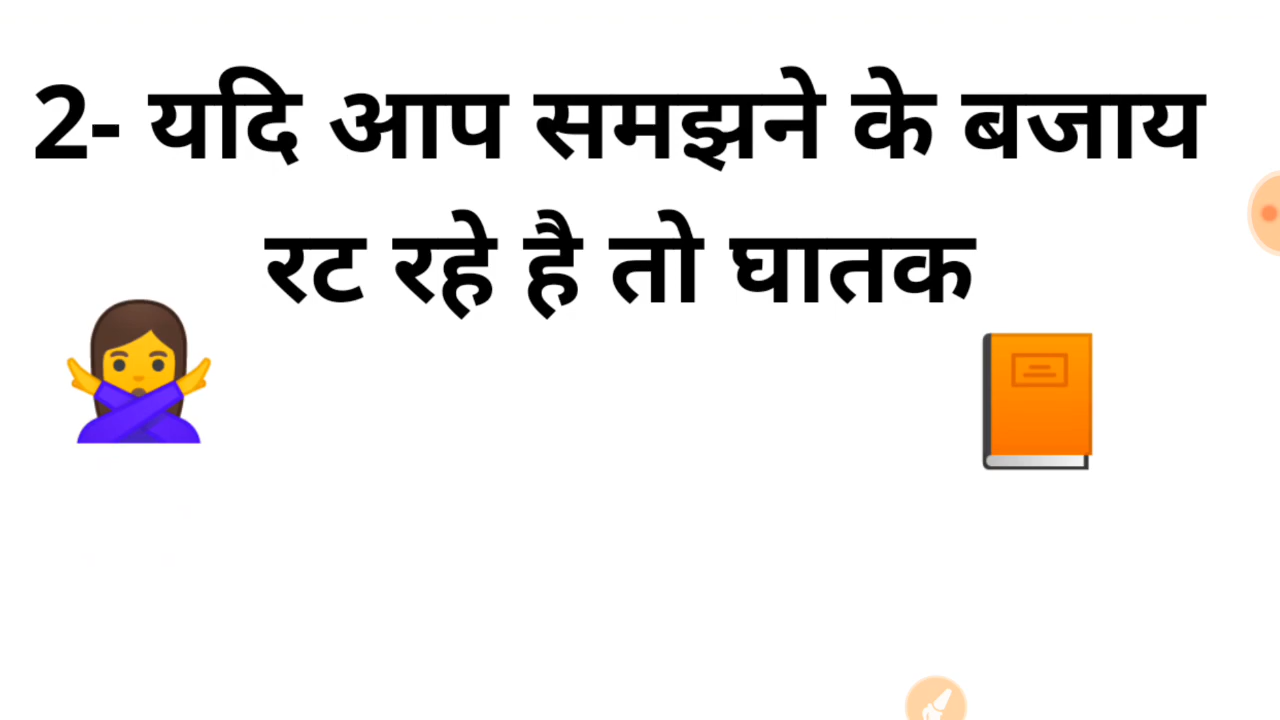 2- यदि आप समझने के बजाय
रट रहे है तो घातक